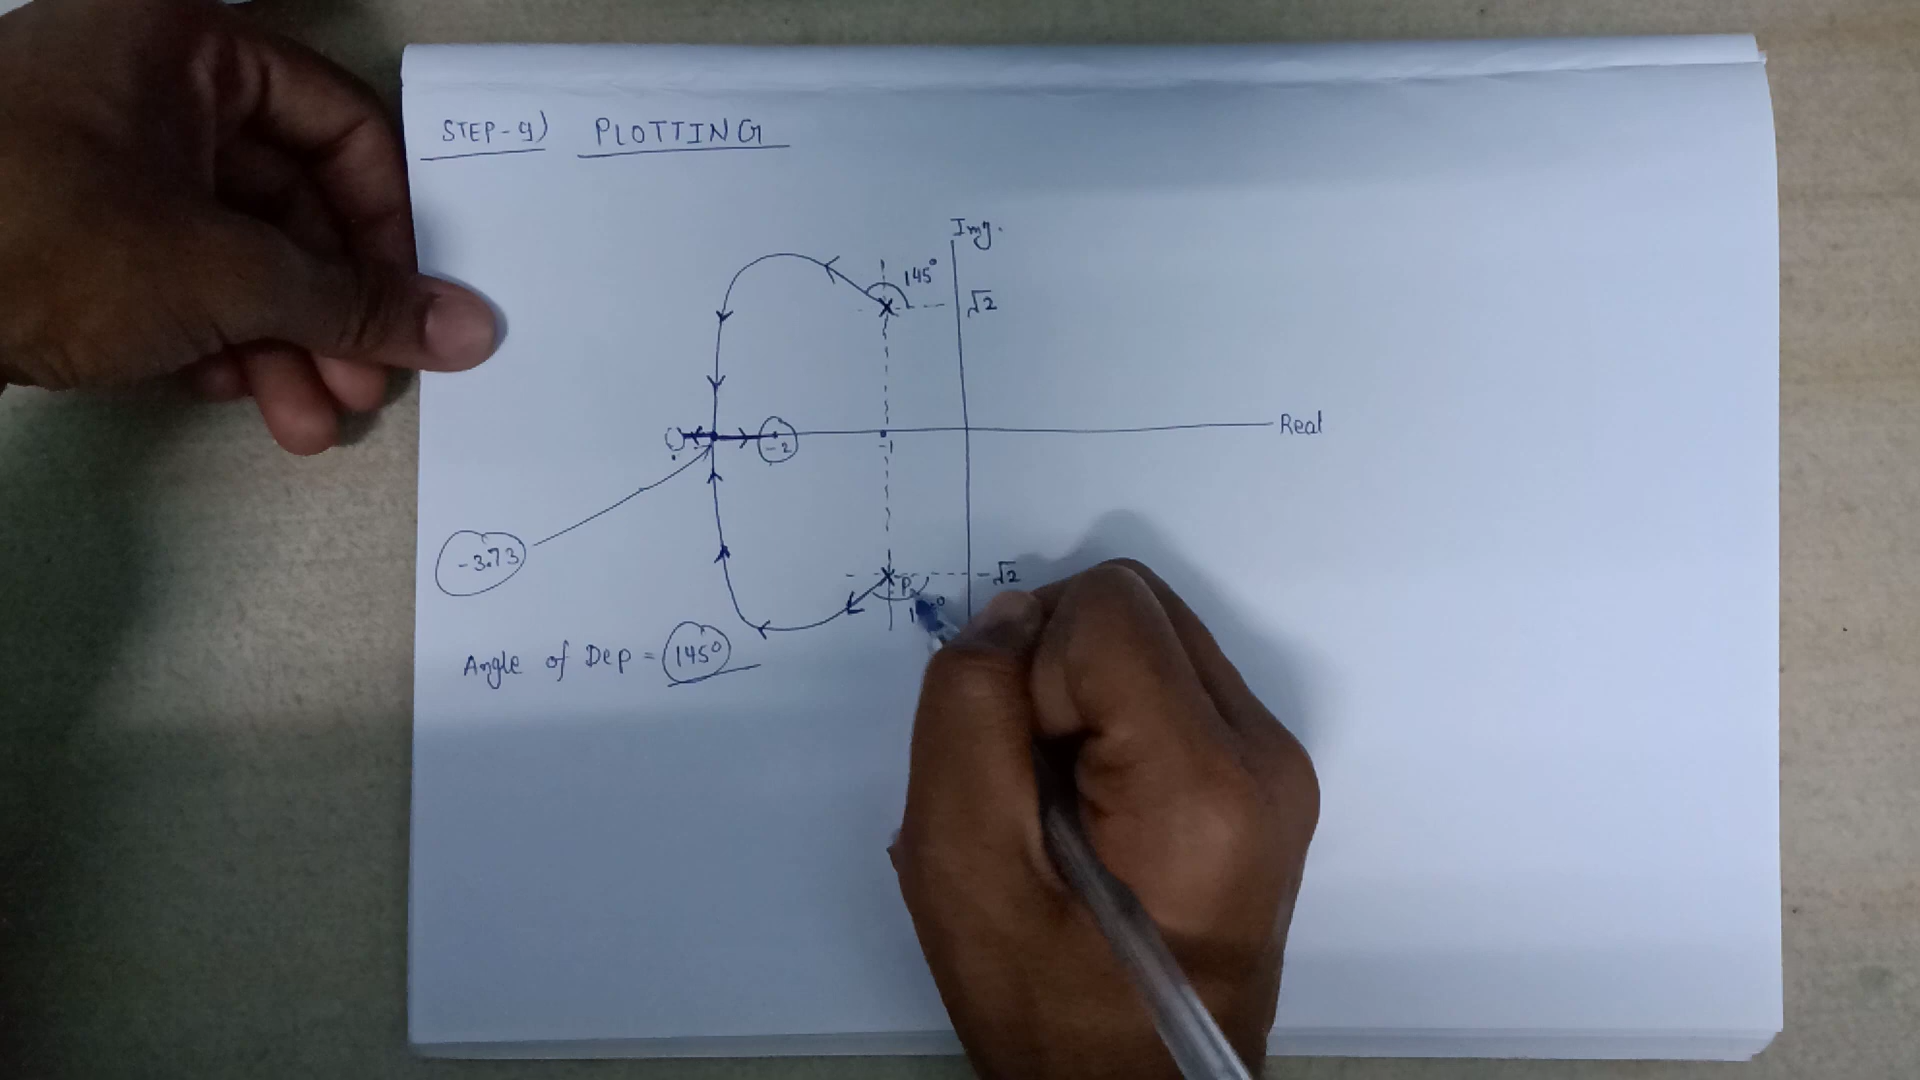 STEP-9) PLOTTING
Img.
145°
√2
Real
-2
-1
-3.73
-√2
Angle of Dep = 145°